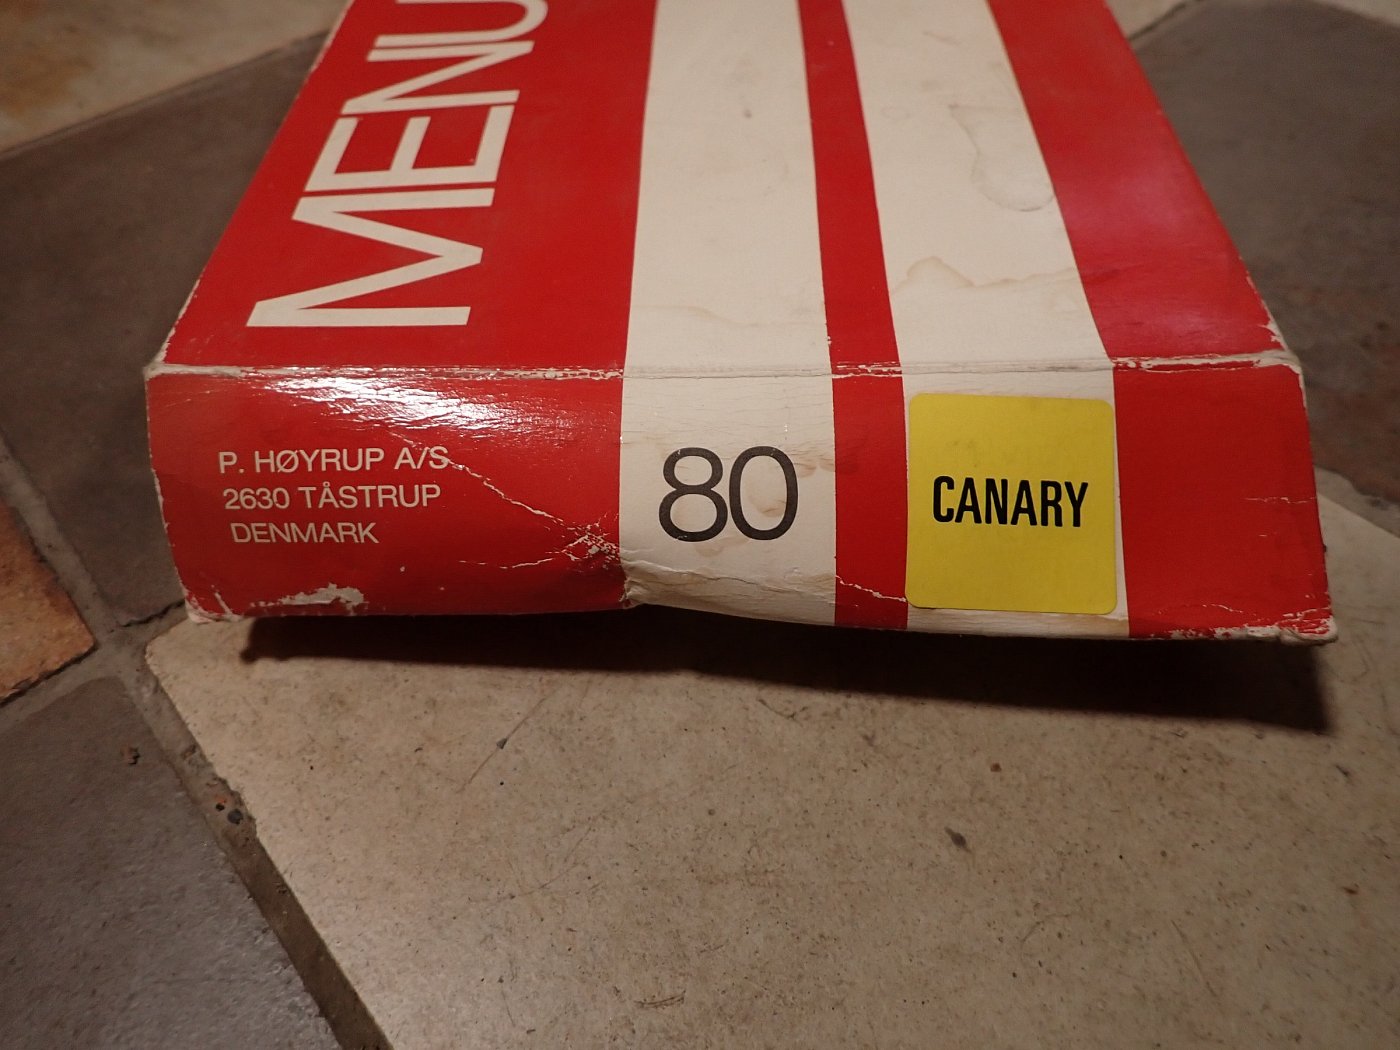 MENU
P. HØYRUP A/S
2630 TÅSTRUP
DENMARK
80
CANARY